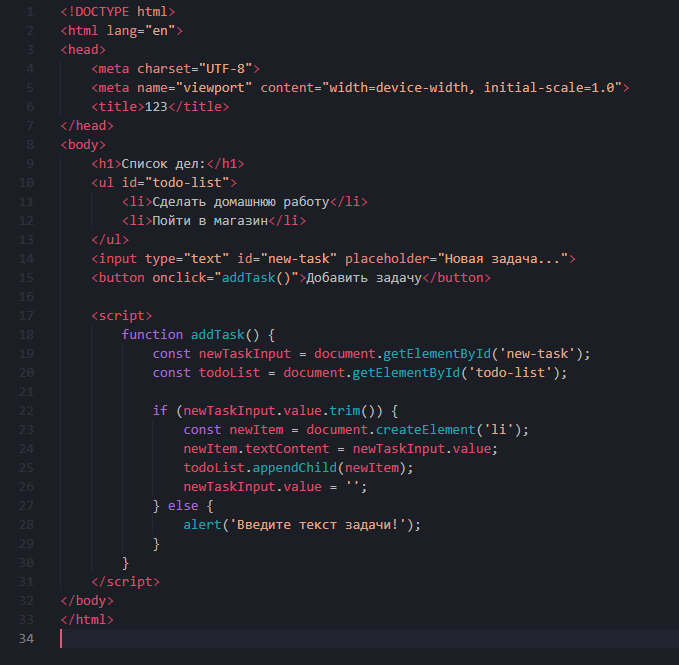 1 <!DOCTYPE html>
2 <html lang="en">
3 <head>
4     <meta charset="UTF-8">
5     <meta name="viewport" content="width=device-width, initial-scale=1.0">
6     <title>123</title>
7 </head>
8 <body>
9     <h1>Список дел:</h1>
10     <ul id="todo-list">
11         <li>Сделать домашнюю работу</li>
12         <li>Пойти в магазин</li>
13     </ul>
14     <input type="text" id="new-task" placeholder="Новая задача...">
15     <button onclick="addTask()">Добавить задачу</button>
16
17     <script>
18         function addTask() {
19             const newTaskInput = document.getElementById('new-task');
20             const todoList = document.getElementById('todo-list');
21
22             if (newTaskInput.value.trim()) {
23                 const newItem = document.createElement('li');
24                 newItem.textContent = newTaskInput.value;
25                 todoList.appendChild(newItem);
26                 newTaskInput.value = '';
27             } else {
28                 alert('Введите текст задачи!');
29             }
30         }
31     </script>
32 </body>
33 </html>
34